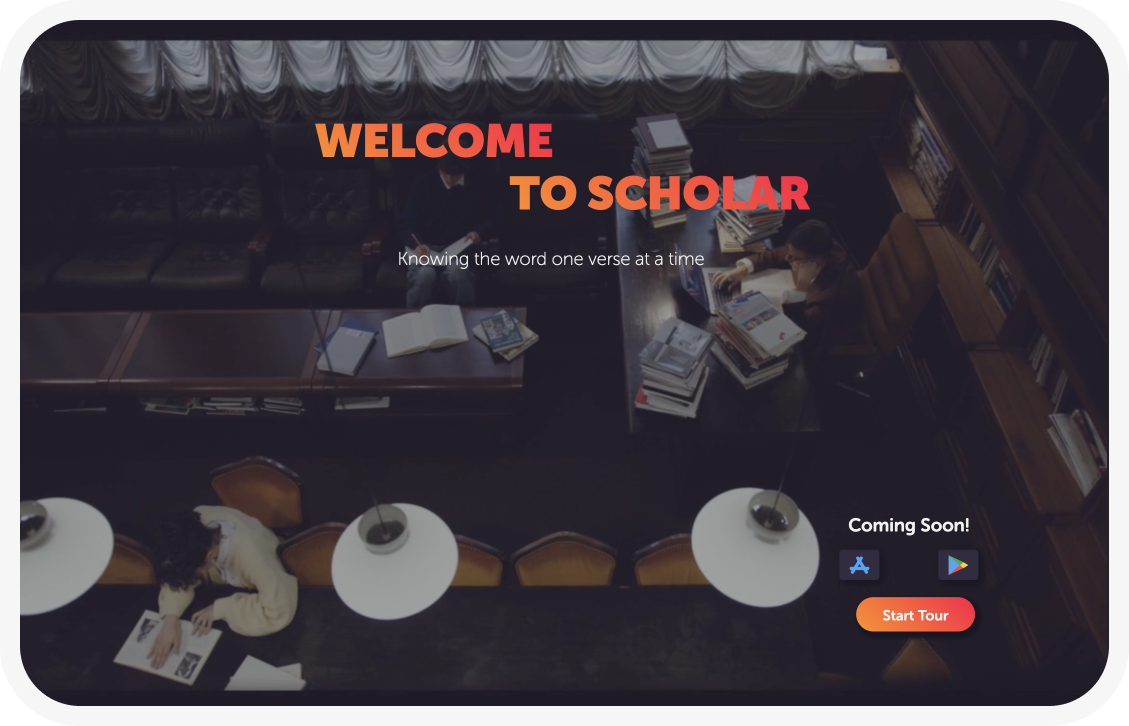 WELCOME
TO SCHOLAR
Knowing the word one verse at a time
Coming Soon!
Start Tour